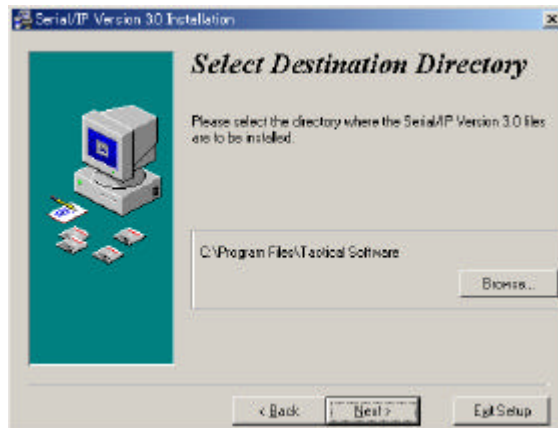 Serial/IP Version 3.0 Installation
Select Destination Directory
Please select the directory where the Serial/IP Version 3.0 files
are to be installed.
C:\Program Files\Tactical Software
Browse...
< Back
Next >
Exit Setup